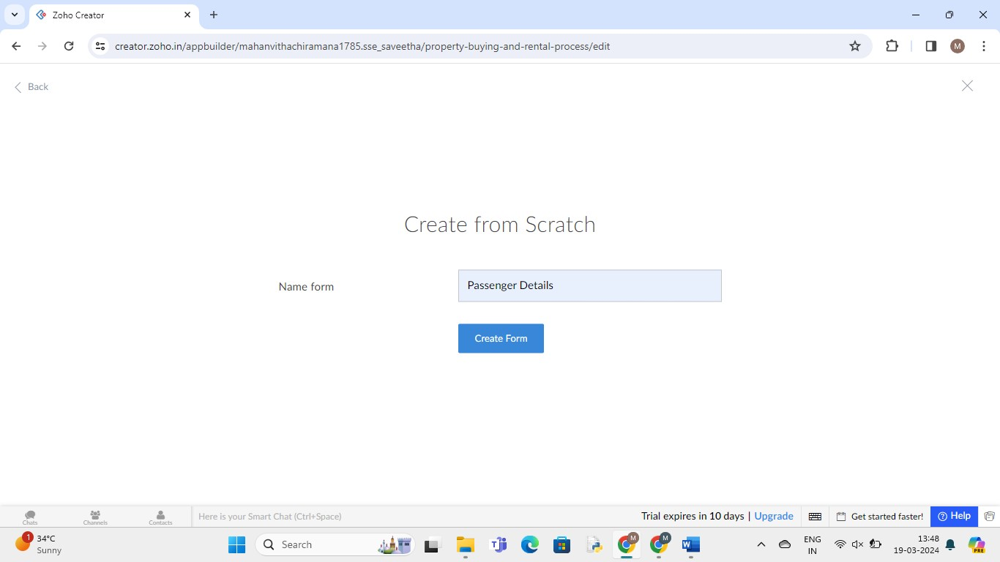 Zoho Creator
creator.zoho.in/appbuilder/mahanvithachiramana1785.sse_saveetha/property-buying-and-rental-process/edit
M
Back
Create from Scratch
Name form
Passenger Details
Create Form
Chats
Channels
Contacts
Here is your Smart Chat (Ctrl+Space)
Trial expires in 10 days | Upgrade
Get started faster!
Help
1
34°C
Sunny
Search
M
M
ENG
IN
13:48
19-03-2024
PRE